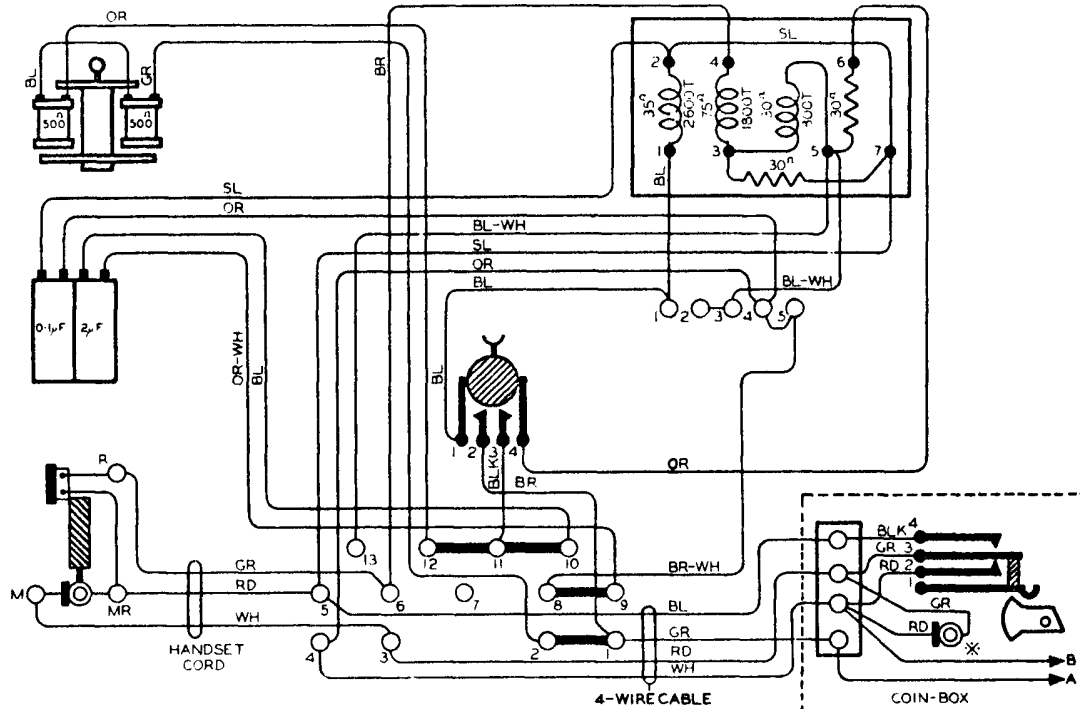 OR
BL
GR
500Ω
500Ω
BR
SL
2
4
6
35Ω
2600T
75Ω
1800T
30Ω
800T
30Ω
1
3
5
7
30Ω
BL
SL
OR
BL-WH
SL
OR
BL
BL-WH
1
2
3
4
5
0·1μF
2μF
OR-WH
BL
BL
1
2
3
4
BLK
BR
OR
R
13
12
11
10
GR
RD
WH
M
MR
5
6
7
8
9
BR-WH
BL
GR
RD
WH
4
3
2
1
HANDSET
CORD
4-WIRE CABLE
BLK
4
GR
3
RD
2
1
GR
RD
※
B
A
COIN-BOX